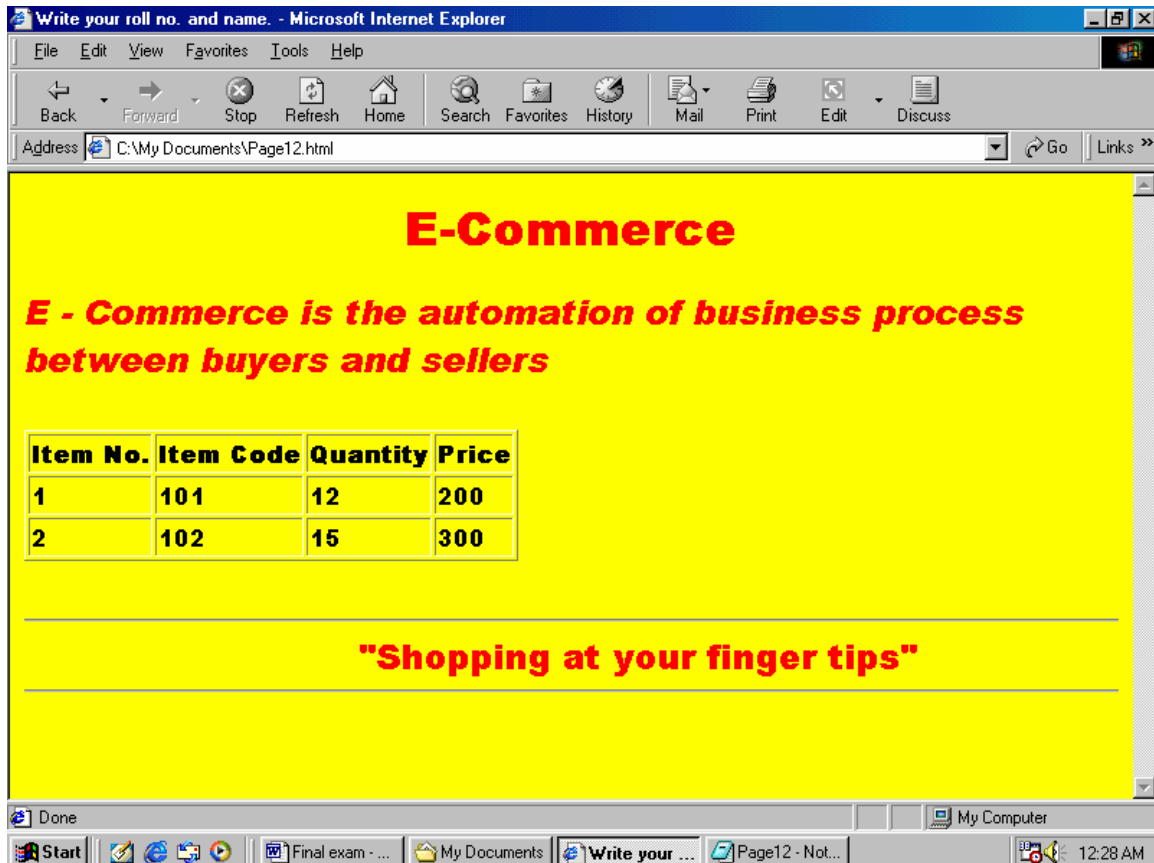 Write your roll no. and name. - Microsoft Internet Explorer
File Edit View Favorites Tools Help
Back Forward Stop Refresh Home Search Favorites History Mail Print Edit Discuss
Address C:\My Documents\Page12.html Go Links »
E-Commerce
E - Commerce is the automation of business process
between buyers and sellers
Item No. Item Code Quantity Price
1 101 12 200
2 102 15 300
"Shopping at your finger tips"
Done My Computer
Start Final exam - ... My Documents Write your ... Page12 - Not... 12:28 AM